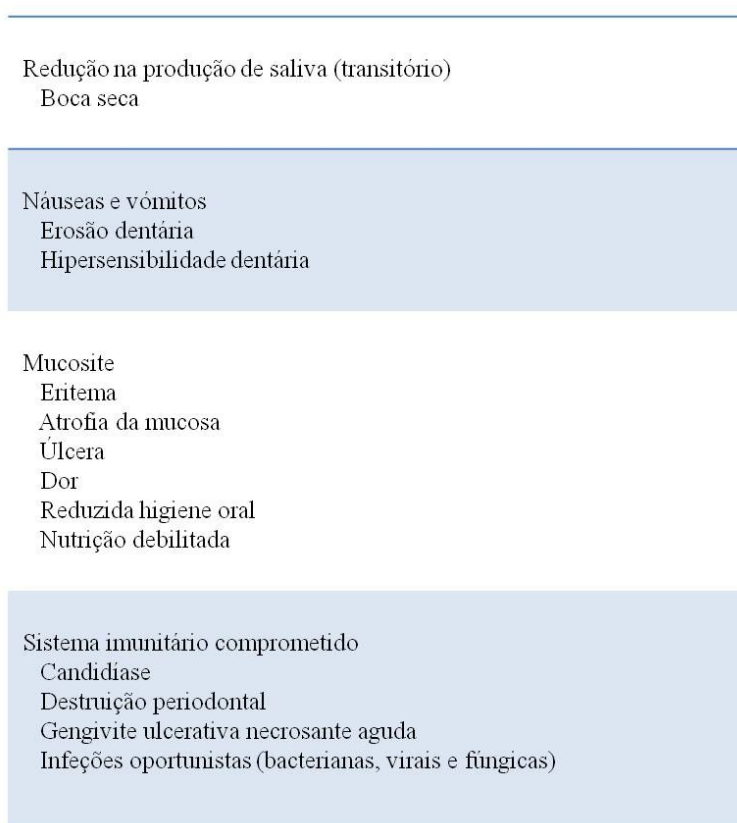 Redução na produção de saliva (transitório)
Boca seca
Náuseas e vómitos
Erosão dentária
Hipersensibilidade dentária
Mucosite
Eritema
Atrofia da mucosa
Úlcera
Dor
Reduzida higiene oral
Nutrição debilitada
Sistema imunitário comprometido
Candidíase
Destruição periodontal
Gengivite ulcerativa necrosante aguda
Infeções oportunistas (bacterianas, virais e fúngicas)